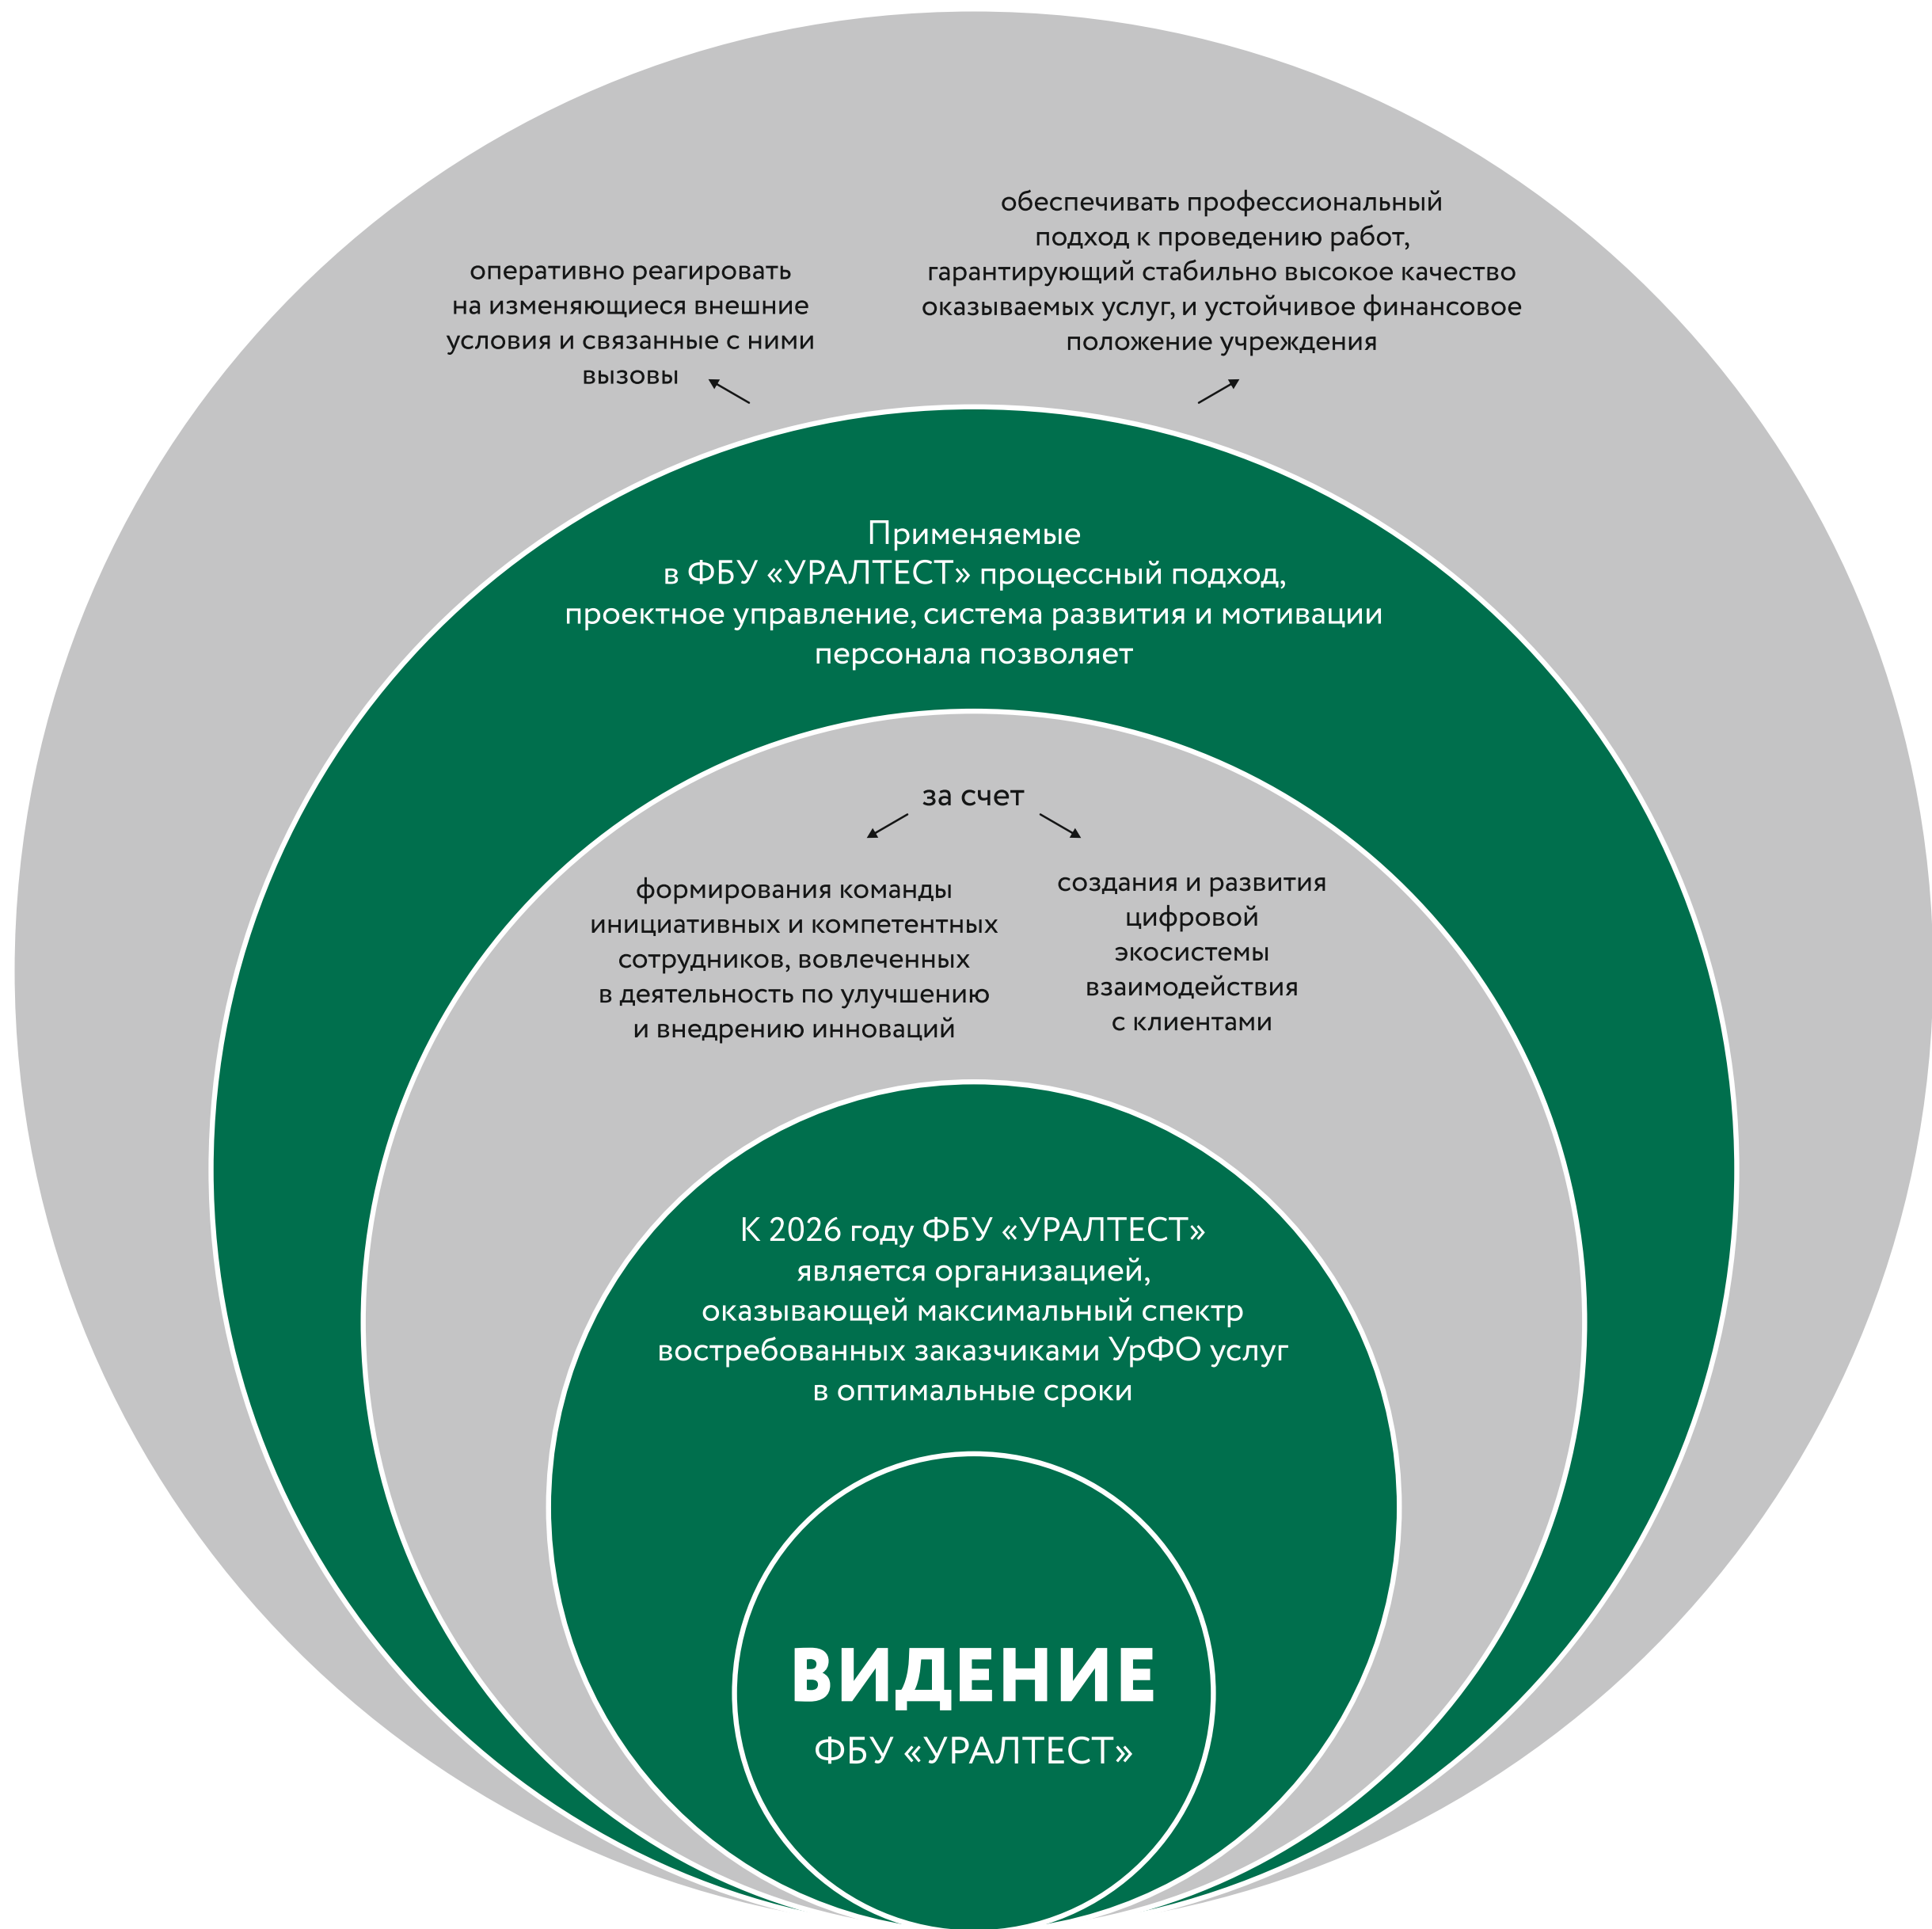 оперативно реагировать
на изменяющиеся внешние
условия и связанные с ними
вызовы
обеспечивать профессиональный
подход к проведению работ,
гарантирующий стабильно высокое качество
оказываемых услуг, и устойчивое финансовое
положение учреждения
Применяемые
в ФБУ «УРАЛТЕСТ» процессный подход,
проектное управление, система развития и мотивации
персонала позволяет
за счет
формирования команды
инициативных и компетентных
сотрудников, вовлеченных
в деятельность по улучшению
и внедрению инноваций
создания и развития
цифровой
экосистемы
взаимодействия
с клиентами
К 2026 году ФБУ «УРАЛТЕСТ»
является организацией,
оказывающей максимальный спектр
востребованных заказчиками УрФО услуг
в оптимальные сроки
ВИДЕНИЕ
ФБУ «УРАЛТЕСТ»